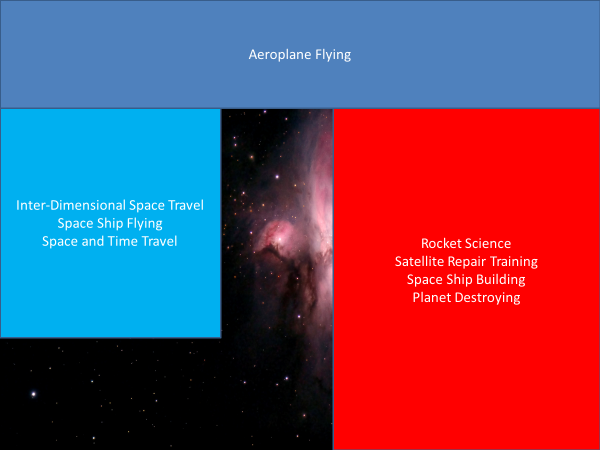 Aeroplane Flying
Inter-Dimensional Space Travel
Space Ship Flying
Space and Time Travel
Rocket Science
Satellite Repair Training
Space Ship Building
Planet Destroying